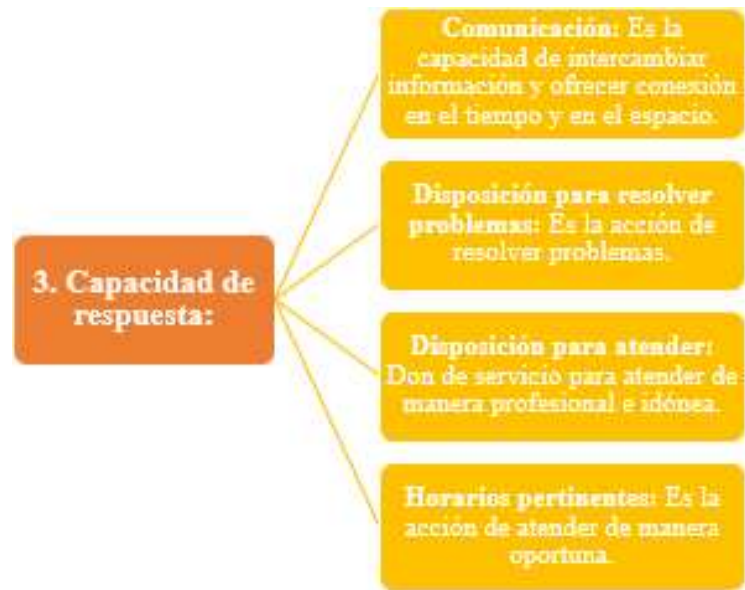 Comunicación: Es la
capacidad de intercambiar
información y ofrecer conexión
en el tiempo y en el espacio.
Disposición para resolver
problemas: Es la acción de
resolver problemas.
3. Capacidad de
respuesta:
Disposición para atender:
Don de servicio para atender de
manera profesional e idónea.
Horarios pertinentes: Es la
acción de atender de manera
oportuna.